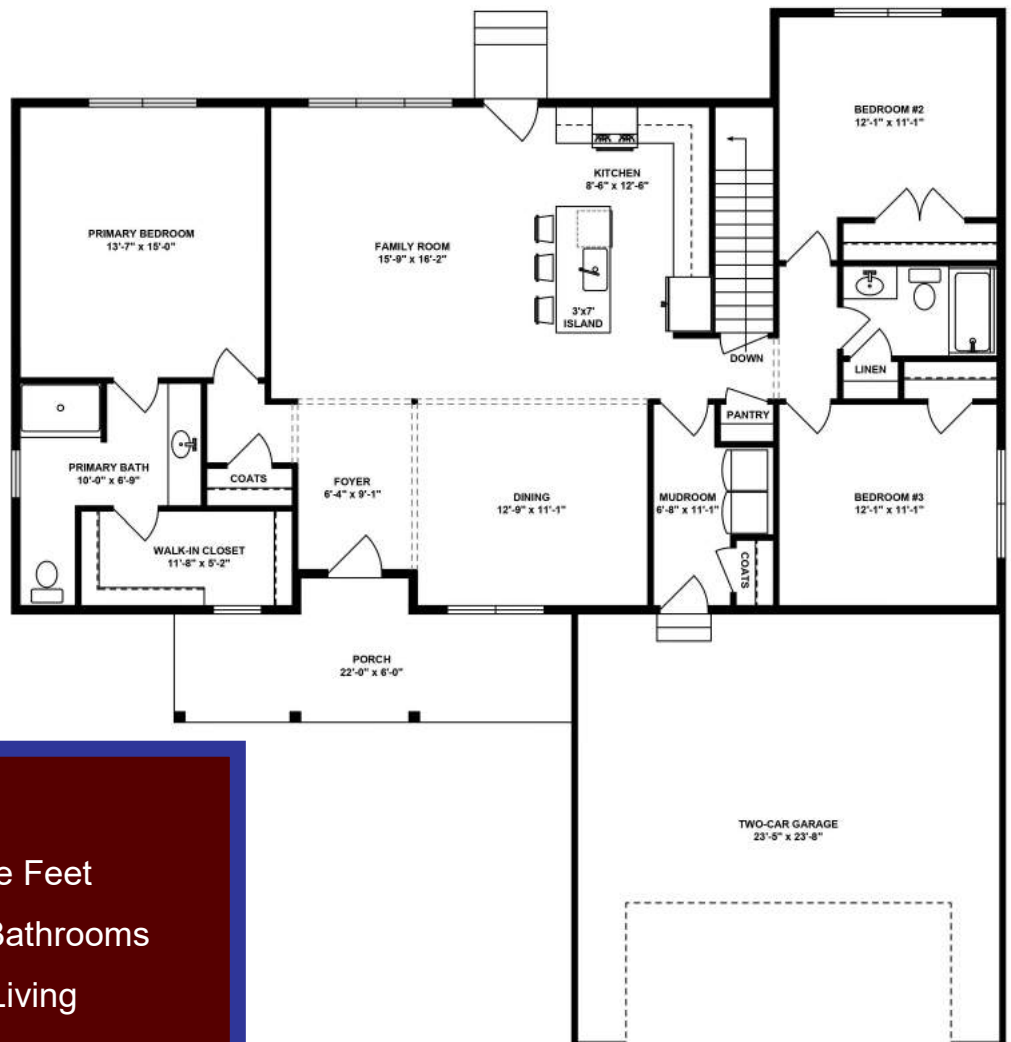 BEDROOM #2
12'-1" x 11'-1"
KITCHEN
8'-6" x 12'-6"
PRIMARY BEDROOM
13'-7" x 15'-0"
FAMILY ROOM
15'-9" x 16'-2"
3'x7'
ISLAND
DOWN
LINEN
PANTRY
PRIMARY BATH
10'-0" x 6'-9"
COATS
FOYER
6'-4" x 9'-1"
DINING
12'-9" x 11'-1"
MUDROOM
6'-8" x 11'-1"
BEDROOM #3
12'-1" x 11'-1"
WALK-IN CLOSET
11'-8" x 5'-2"
COATS
PORCH
22'-0" x 6'-0"
TWO-CAR GARAGE
23'-5" x 23'-8"
e Feet
Bathrooms
Living